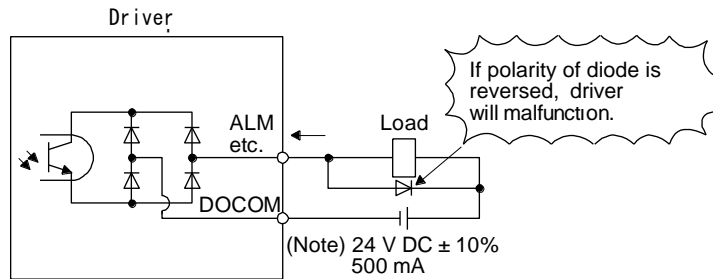 Driver
If polarity of diode is
reversed, driver
will malfunction.
ALM
etc.
Load
DOCOM
(Note) 24 V DC ± 10%
500 mA